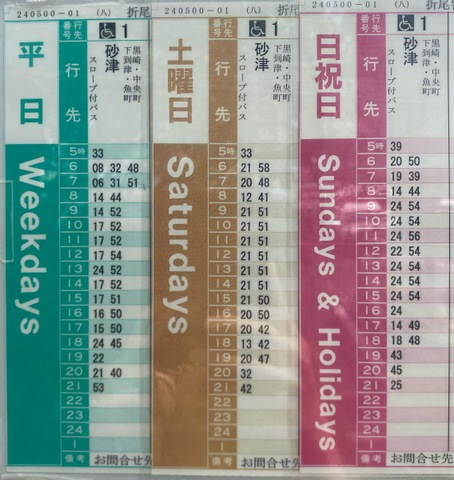 240500-01 (八) 折尾
平日
Weekdays
行先番号
1
行先
砂津
黒崎・中央町
下到津・魚町
スロープ付バス
5時 33
6 08 32 48
7 06 31 51
8 14 44
9 14 52
10 17 52
11 17 52
12 17 54
13 24 52
14 17 52
15 17 51
16 16 50
17 15 50
18 24 45
19 22
20 21 40
21 53
22
23
24
1
備考 お問合せ先
240500-01 (八) 折尾
土曜日
Saturdays
行先番号
1
行先
砂津
黒崎・中央町
下到津・魚町
スロープ付バス
5時 33
6 21 58
7 20 48
8 12 41
9 21 51
10 21 51
11 21 51
12 21 51
13 21 51
14 21 51
15 21 50
16 20 50
17 20 42
18 13 42
19 20 47
20 32
21 42
22
23
24
1
備考 お問合せ先
240500-01 (八) 折尾
日祝日
Sundays & Holidays
行先番号
1
行先
砂津
黒崎・中央町
下到津・魚町
スロープ付バス
5時 39
6 20 50
7 19 39
8 14 44
9 24 54
10 24 54
11 24 56
12 22 54
13 24 54
14 24 54
15 24 54
16 24
17 14 49
18 18 48
19 43
20 45
21 25
22
23
24
1
備考 お問合せ先